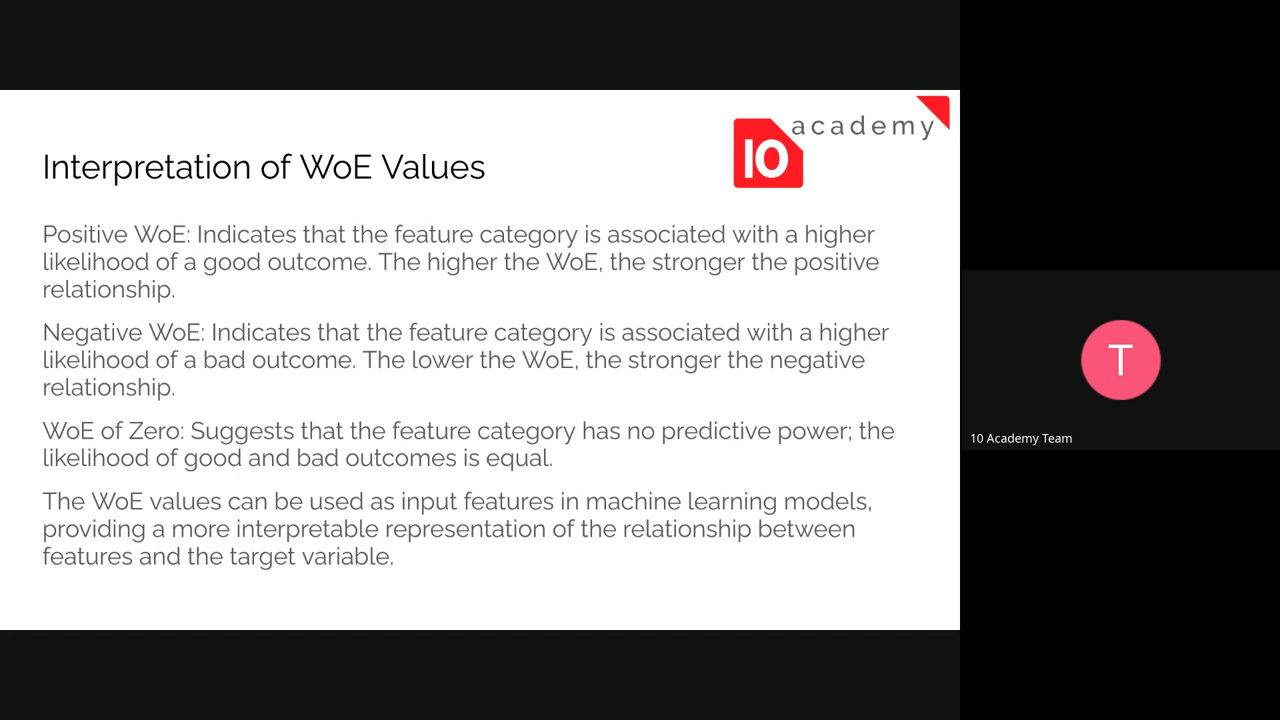 10 academy
Interpretation of WoE Values
Positive WoE: Indicates that the feature category is associated with a higher
likelihood of a good outcome. The higher the WoE, the stronger the positive
relationship.
Negative WoE: Indicates that the feature category is associated with a higher
likelihood of a bad outcome. The lower the WoE, the stronger the negative
relationship.
WoE of Zero: Suggests that the feature category has no predictive power; the
likelihood of good and bad outcomes is equal.
The WoE values can be used as input features in machine learning models,
providing a more interpretable representation of the relationship between
features and the target variable.
T
10 Academy Team